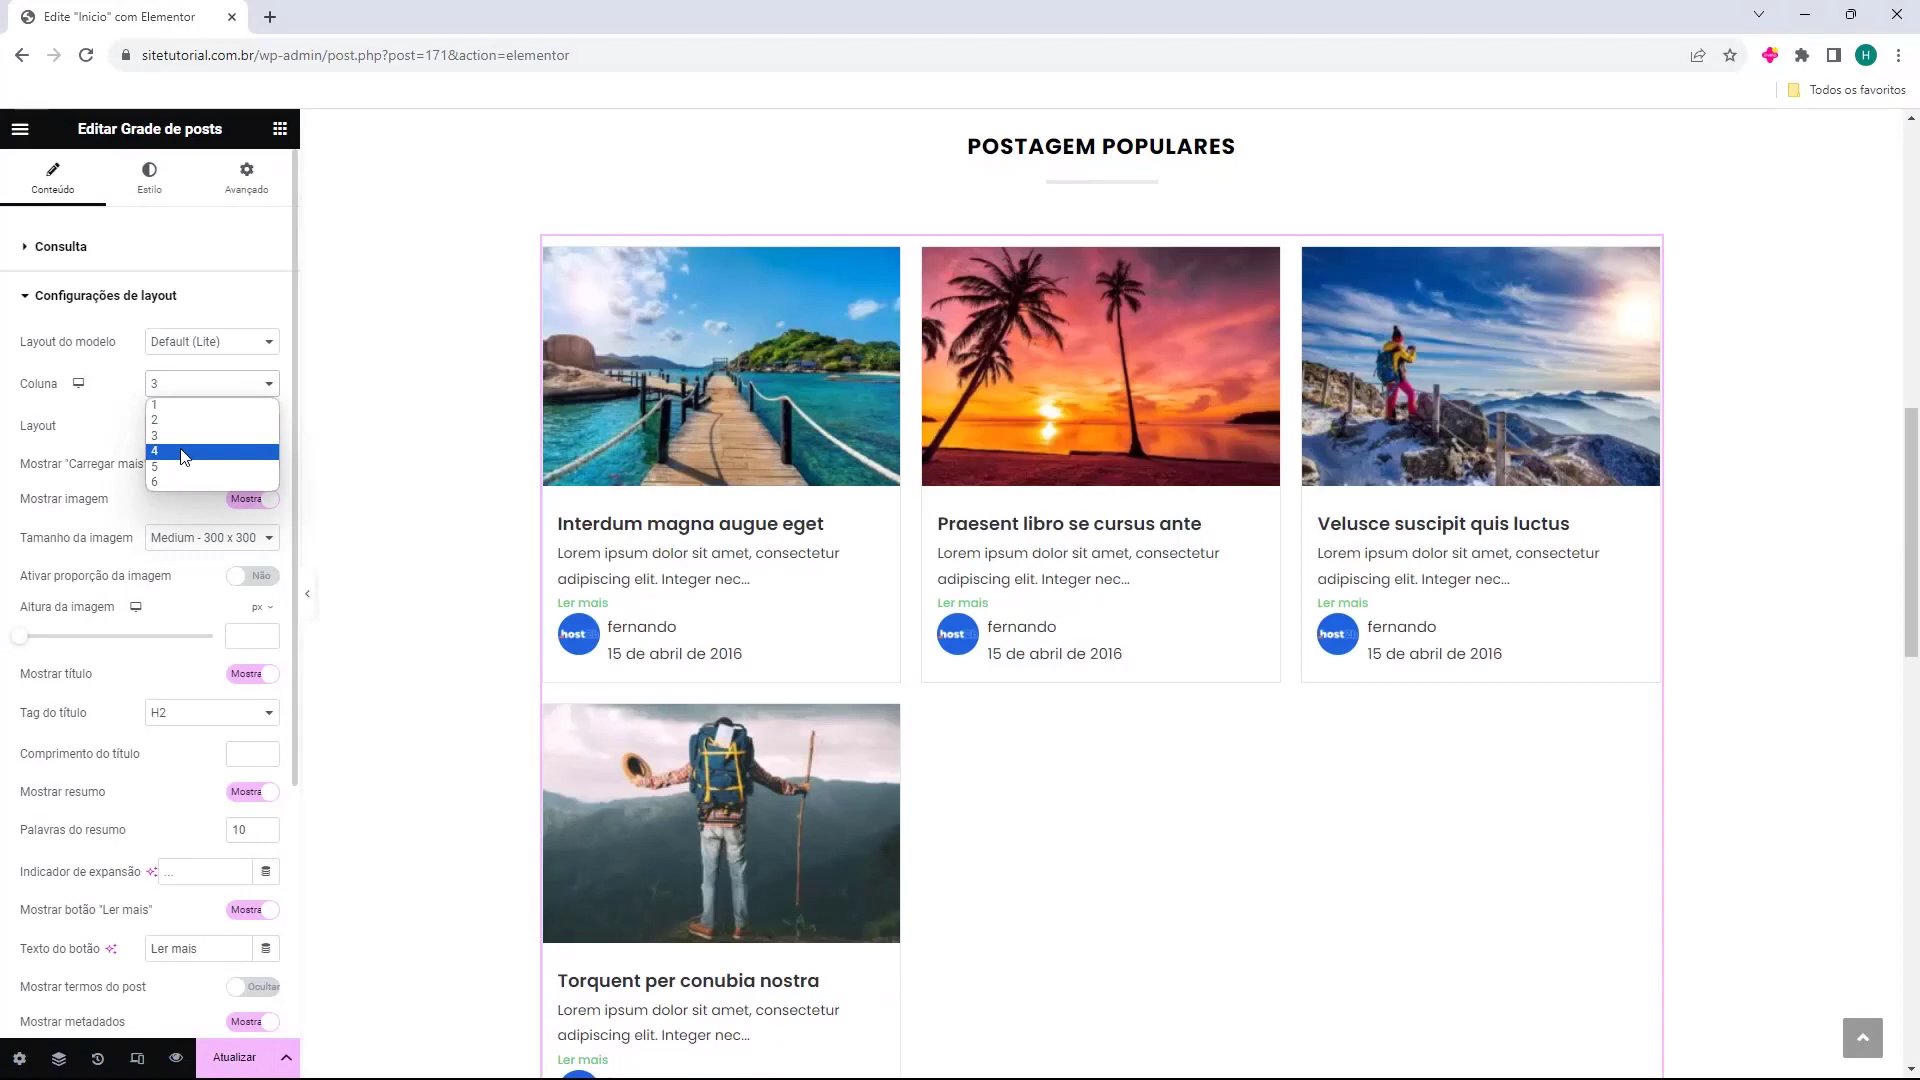 Edite "Inicio" com Elementor
sitetutorial.com.br/wp-admin/post.php?post=171&action=elementor
H
Todos os favoritos
Editar Grade de posts
Conteúdo
Estilo
Avançado
Consulta
Configurações de layout
Layout do modelo
Default (Lite)
Coluna
3
1
2
3
4
5
6
Layout
Mostrar "Carregar mais
Mostrar imagem
Mostra
Tamanho da imagem
Medium - 300 x 300
Ativar proporção da imagem
Não
Altura da imagem
px
Mostrar título
Mostra
Tag do título
H2
Comprimento do título
Mostrar resumo
Mostra
Palavras do resumo
10
Indicador de expansão
...
Mostrar botão "Ler mais"
Mostra
Texto do botão
Ler mais
Mostrar termos do post
Ocultar
Mostrar metadados
Mostra
Atualizar
POSTAGEM POPULARES
Interdum magna augue eget
Lorem ipsum dolor sit amet, consectetur
adipiscing elit. Integer nec...
Ler mais
host
fernando
15 de abril de 2016
Praesent libro se cursus ante
Lorem ipsum dolor sit amet, consectetur
adipiscing elit. Integer nec...
Ler mais
host
fernando
15 de abril de 2016
Velusce suscipit quis luctus
Lorem ipsum dolor sit amet, consectetur
adipiscing elit. Integer nec...
Ler mais
host
fernando
15 de abril de 2016
Torquent per conubia nostra
Lorem ipsum dolor sit amet, consectetur
adipiscing elit. Integer nec...
Ler mais